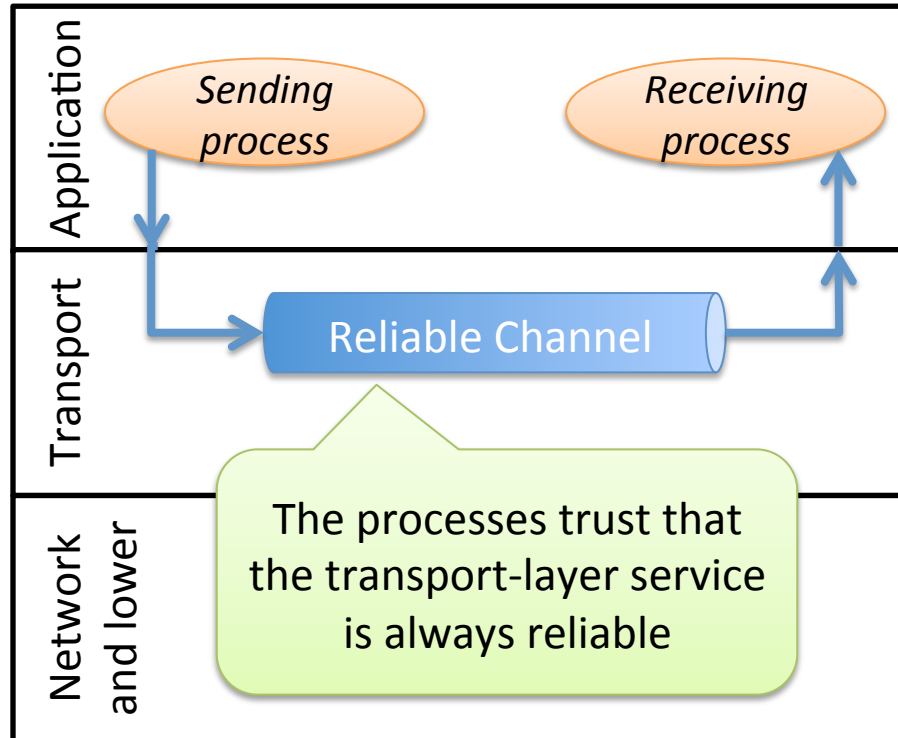 Application
Sending
process
Receiving
process
Transport
Reliable Channel
Network
and lower
The processes trust that
the transport-layer service
is always reliable